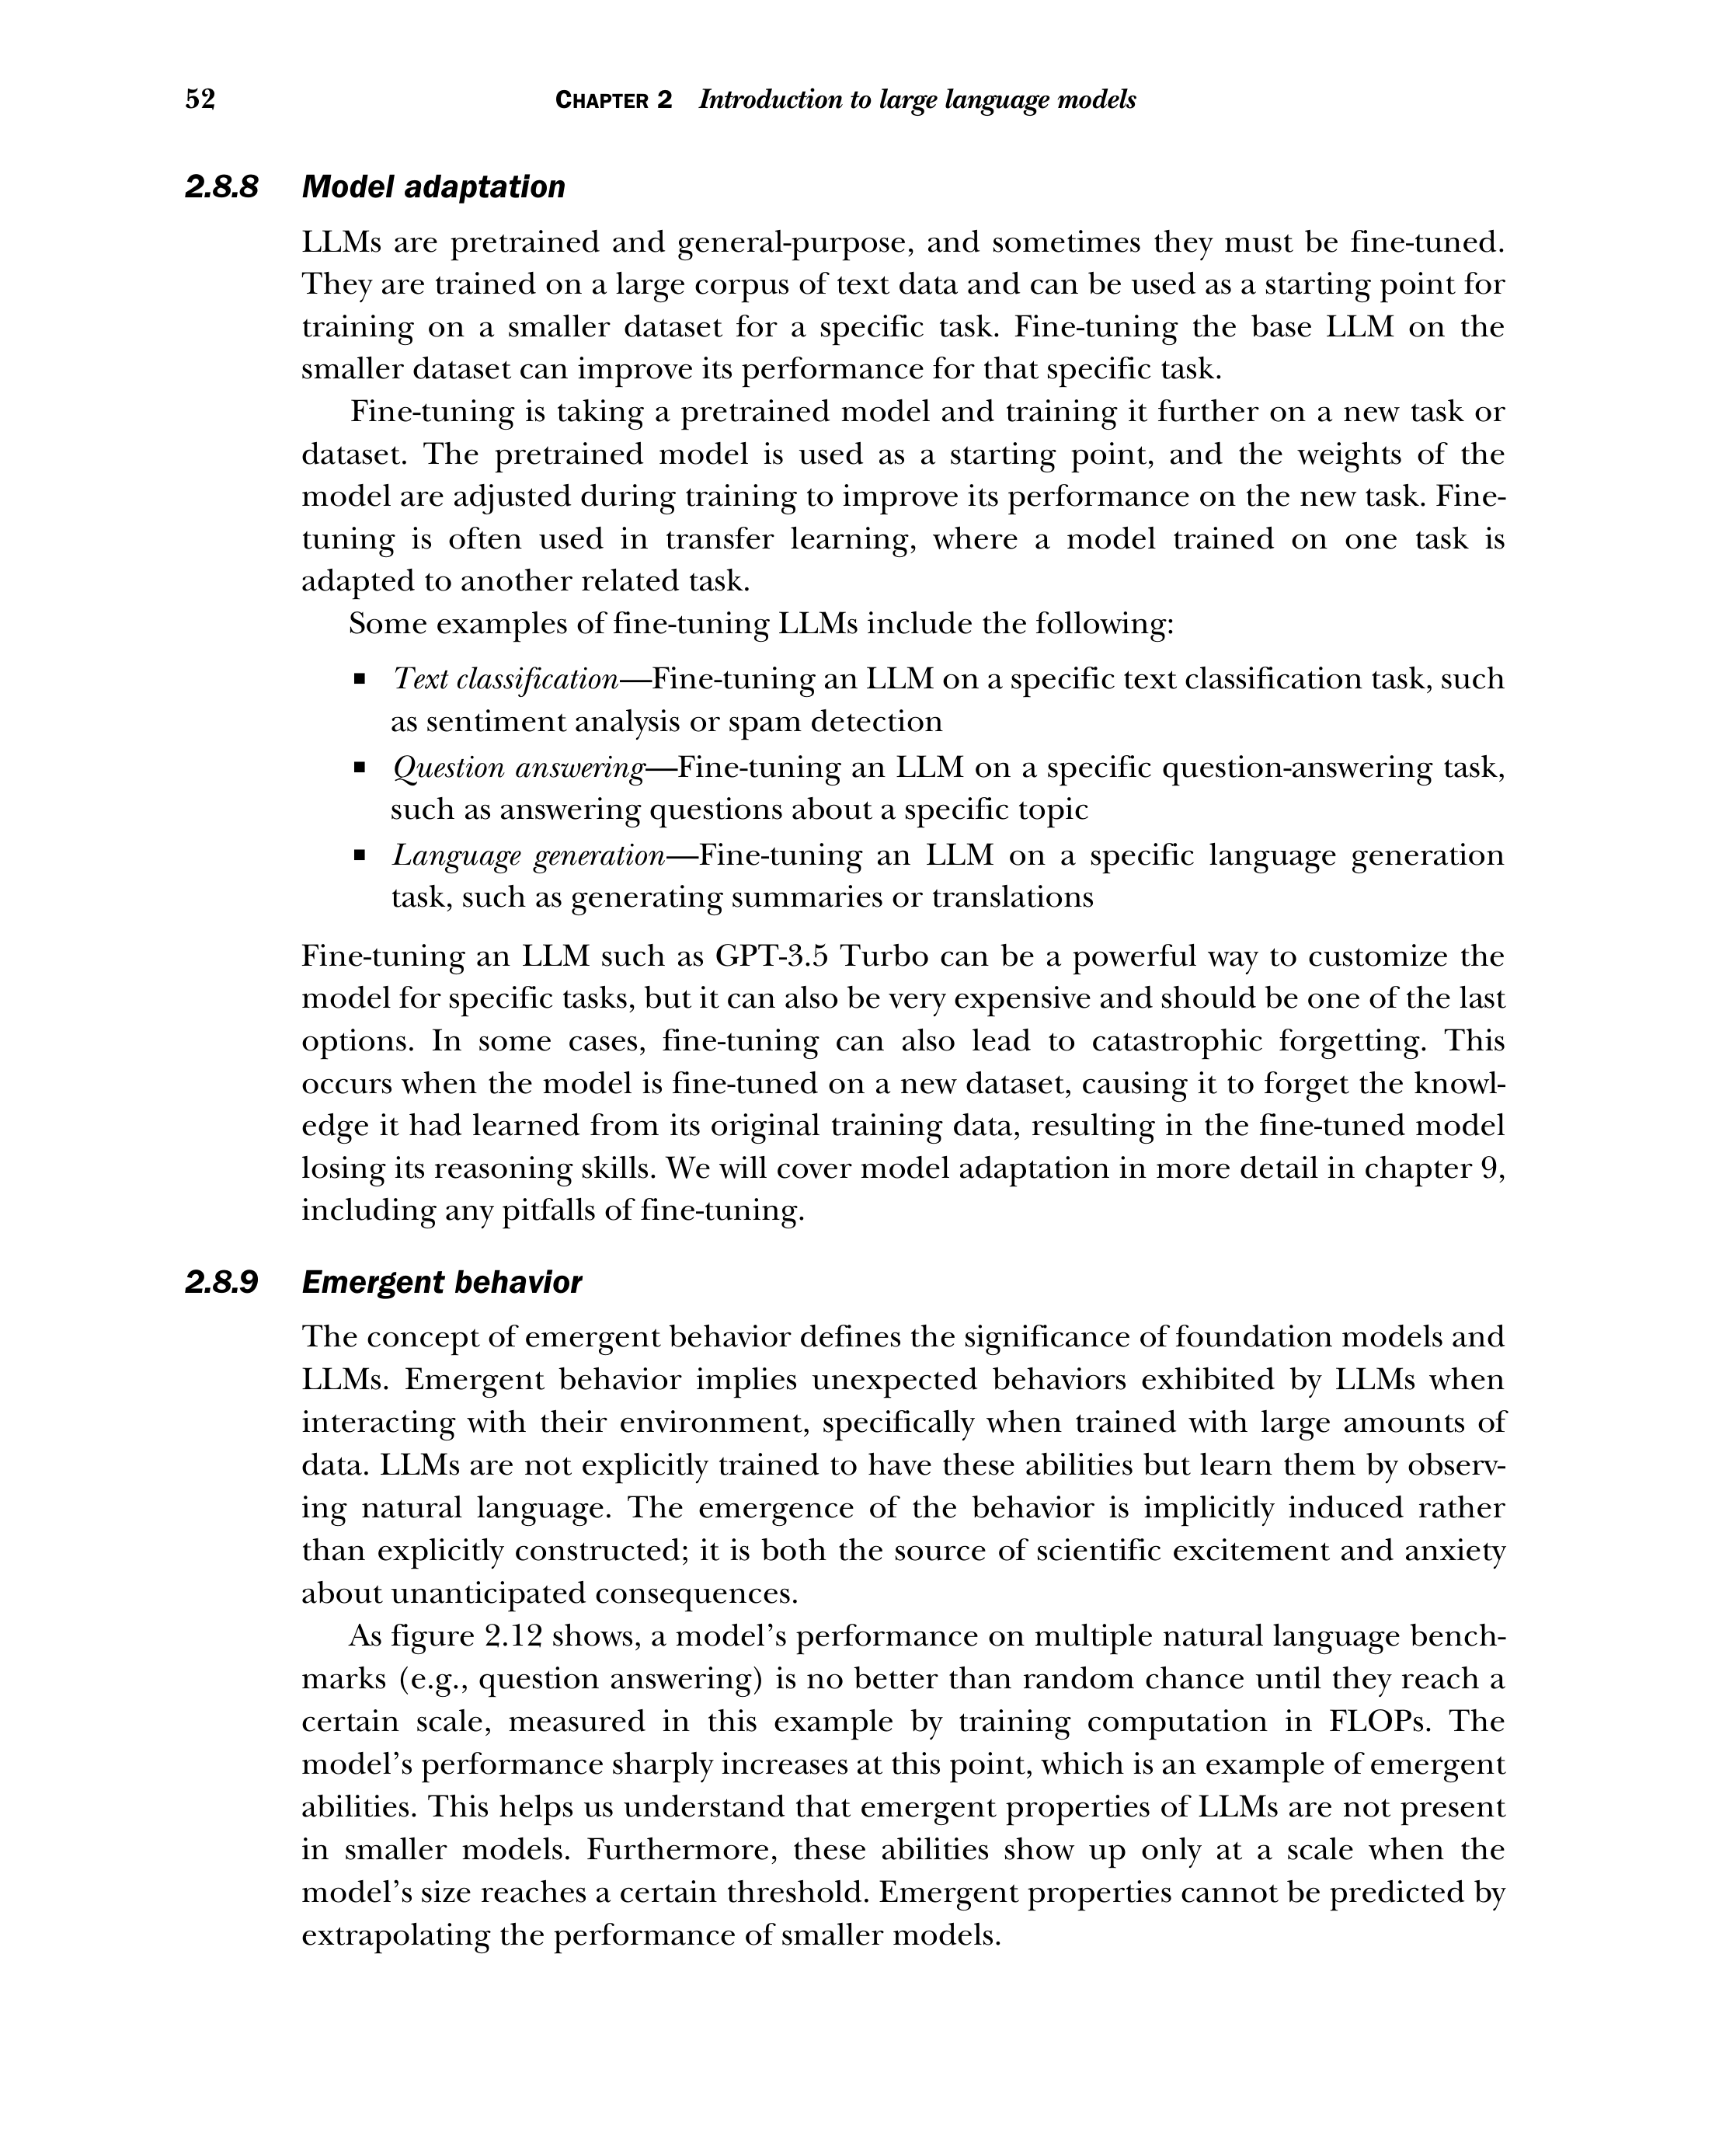 52 CHAPTER 2 Introduction to large language models
2.8.8 Model adaptation
LLMs are pretrained and general-purpose, and sometimes they must be fine-tuned.
They are trained on a large corpus of text data and can be used as a starting point for
training on a smaller dataset for a specific task. Fine-tuning the base LLM on the
smaller dataset can improve its performance for that specific task.
Fine-tuning is taking a pretrained model and training it further on a new task or
dataset. The pretrained model is used as a starting point, and the weights of the
model are adjusted during training to improve its performance on the new task. Fine-
tuning is often used in transfer learning, where a model trained on one task is
adapted to another related task.
Some examples of fine-tuning LLMs include the following:
▪ Text classification—Fine-tuning an LLM on a specific text classification task, such
as sentiment analysis or spam detection
▪ Question answering—Fine-tuning an LLM on a specific question-answering task,
such as answering questions about a specific topic
▪ Language generation—Fine-tuning an LLM on a specific language generation
task, such as generating summaries or translations
Fine-tuning an LLM such as GPT-3.5 Turbo can be a powerful way to customize the
model for specific tasks, but it can also be very expensive and should be one of the last
options. In some cases, fine-tuning can also lead to catastrophic forgetting. This
occurs when the model is fine-tuned on a new dataset, causing it to forget the knowl-
edge it had learned from its original training data, resulting in the fine-tuned model
losing its reasoning skills. We will cover model adaptation in more detail in chapter 9,
including any pitfalls of fine-tuning.
2.8.9 Emergent behavior
The concept of emergent behavior defines the significance of foundation models and
LLMs. Emergent behavior implies unexpected behaviors exhibited by LLMs when
interacting with their environment, specifically when trained with large amounts of
data. LLMs are not explicitly trained to have these abilities but learn them by observ-
ing natural language. The emergence of the behavior is implicitly induced rather
than explicitly constructed; it is both the source of scientific excitement and anxiety
about unanticipated consequences.
As figure 2.12 shows, a model’s performance on multiple natural language bench-
marks (e.g., question answering) is no better than random chance until they reach a
certain scale, measured in this example by training computation in FLOPs. The
model’s performance sharply increases at this point, which is an example of emergent
abilities. This helps us understand that emergent properties of LLMs are not present
in smaller models. Furthermore, these abilities show up only at a scale when the
model’s size reaches a certain threshold. Emergent properties cannot be predicted by
extrapolating the performance of smaller models.